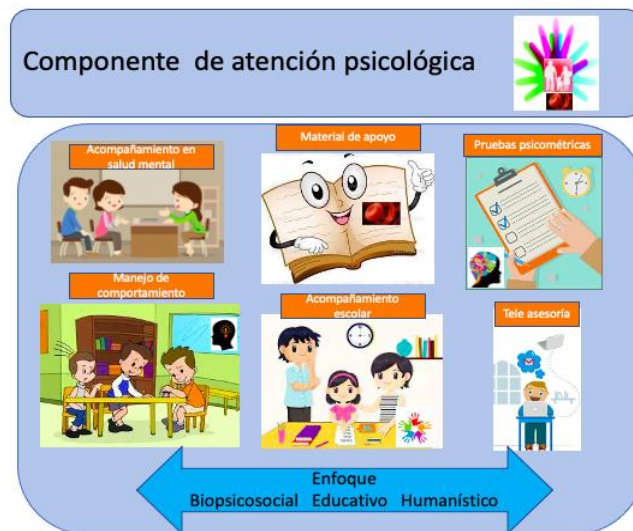 Componente de atención psicológica
Acompañamiento en
salud mental
Material de apoyo
Pruebas psicométricas
Manejo de
comportamiento
Acompañamiento
escolar
Tele asesoría
Enfoque
Biopsicosocial Educativo Humanístico